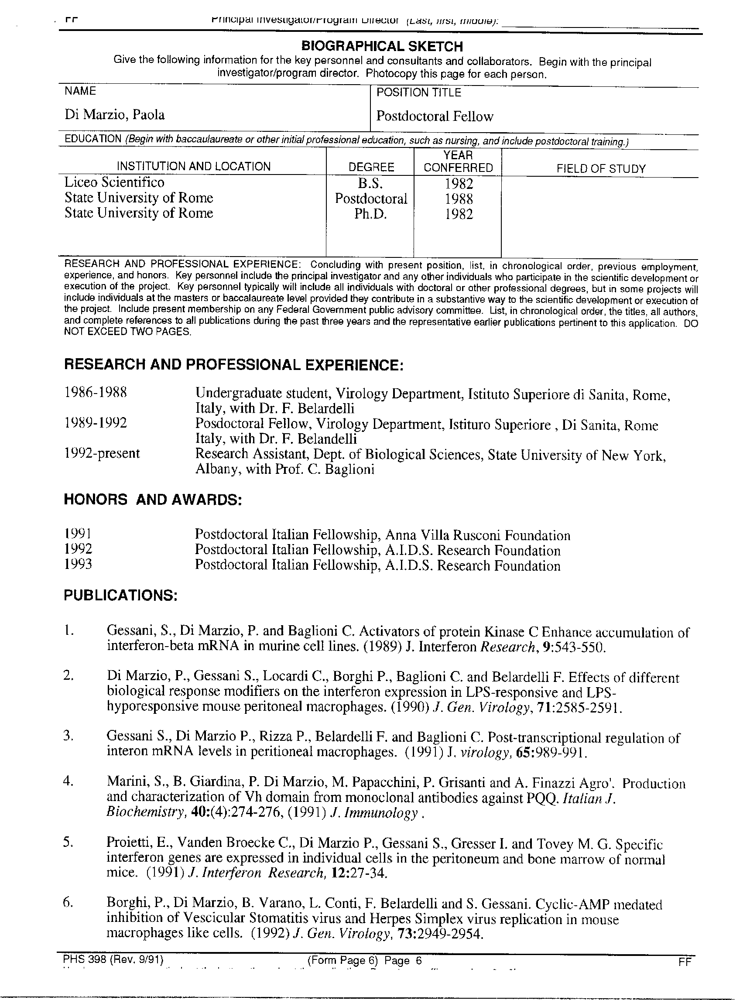 FF Principal Investigator/Program Director (Last, first, middle):
BIOGRAPHICAL SKETCH
Give the following information for the key personnel and consultants and collaborators. Begin with the principal
investigator/program director. Photocopy this page for each person.
NAME POSITION TITLE
Di Marzio, Paola Postdoctoral Fellow
EDUCATION (Begin with baccaulaureate or other initial professional education, such as nursing, and include postdoctoral training.)
INSTITUTION AND LOCATION DEGREE YEAR CONFERRED FIELD OF STUDY
Liceo Scientifico B.S. 1982
State University of Rome Postdoctoral 1988
State University of Rome Ph.D. 1982
RESEARCH AND PROFESSIONAL EXPERIENCE: Concluding with present position, list, in chronological order, previous employment,
experience, and honors. Key personnel include the principal investigator and any other individuals who participate in the scientific development or
execution of the project. Key personnel typically will include all individuals with doctoral or other professional degrees, but in some projects will
include individuals at the masters or baccalaureate level provided they contribute in a substantive way to the scientific development or execution of
the project. Include present membership on any Federal Government public advisory committee. List, in chronological order, the titles, all authors,
and complete references to all publications during the past three years and the representative earlier publications pertinent to this application. DO
NOT EXCEED TWO PAGES.
RESEARCH AND PROFESSIONAL EXPERIENCE:
1986-1988 Undergraduate student, Virology Department, Istituto Superiore di Sanita, Rome,
Italy, with Dr. F. Belardelli
1989-1992 Posdoctoral Fellow, Virology Department, Istituro Superiore , Di Sanita, Rome
Italy, with Dr. F. Belandelli
1992-present Research Assistant, Dept. of Biological Sciences, State University of New York,
Albany, with Prof. C. Baglioni
HONORS AND AWARDS:
1991 Postdoctoral Italian Fellowship, Anna Villa Rusconi Foundation
1992 Postdoctoral Italian Fellowship, A.I.D.S. Research Foundation
1993 Postdoctoral Italian Fellowship, A.I.D.S. Research Foundation
PUBLICATIONS:
1. Gessani, S., Di Marzio, P. and Baglioni C. Activators of protein Kinase C Enhance accumulation of
interferon-beta mRNA in murine cell lines. (1989) J. Interferon Research, 9:543-550.
2. Di Marzio, P., Gessani S., Locardi C., Borghi P., Baglioni C. and Belardelli F. Effects of different
biological response modifiers on the interferon expression in LPS-responsive and LPS-
hyporesponsive mouse peritoneal macrophages. (1990) J. Gen. Virology, 71:2585-2591.
3. Gessani S., Di Marzio P., Rizza P., Belardelli F. and Baglioni C. Post-transcriptional regulation of
interon mRNA levels in peritioneal macrophages. (1991) J. virology, 65:989-991.
4. Marini, S., B. Giardina, P. Di Marzio, M. Papacchini, P. Grisanti and A. Finazzi Agro'. Production
and characterization of Vh domain from monoclonal antibodies against PQQ. Italian J.
Biochemistry, 40:(4):274-276, (1991) J. Immunology .
5. Proietti, E., Vanden Broecke C., Di Marzio P., Gessani S., Gresser I. and Tovey M. G. Specific
interferon genes are expressed in individual cells in the peritoneum and bone marrow of normal
mice. (1991) J. Interferon Research, 12:27-34.
6. Borghi, P., Di Marzio, B. Varano, L. Conti, F. Belardelli and S. Gessani. Cyclic-AMP medated
inhibition of Vescicular Stomatitis virus and Herpes Simplex virus replication in mouse
macrophages like cells. (1992) J. Gen. Virology, 73:2949-2954.
PHS 398 (Rev. 9/91) (Form Page 6) Page 6 FF